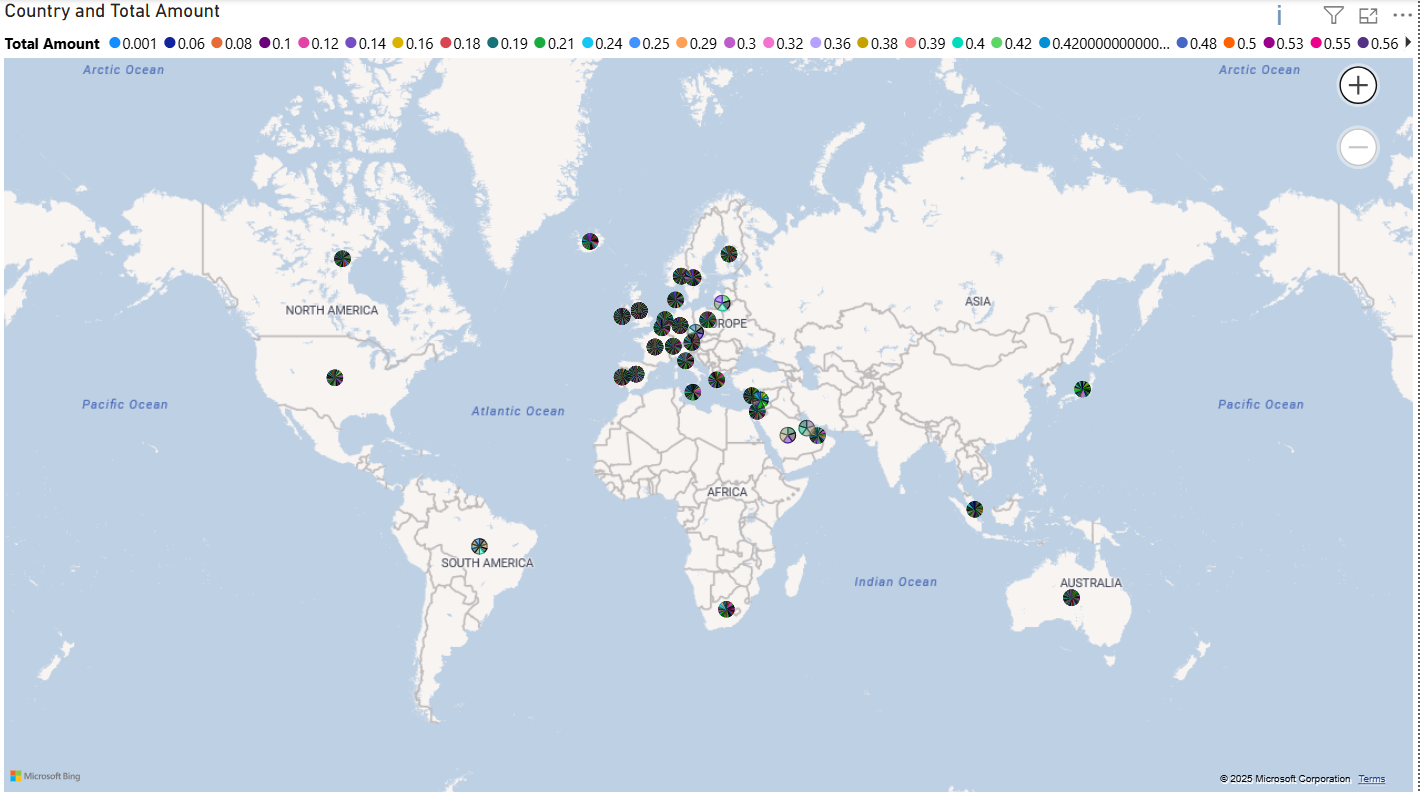 Country and Total Amount
Total Amount 0.001 0.06 0.08 0.1 0.12 0.14 0.16 0.18 0.19 0.21 0.24 0.25 0.29 0.3 0.32 0.36 0.38 0.39 0.4 0.42 0.420000000000... 0.48 0.5 0.53 0.55 0.56
Arctic Ocean Arctic Ocean
ASIA
NORTH AMERICA
ROPE
Pacific Ocean Pacific Ocean
Atlantic Ocean
AFRICA
SOUTH AMERICA
Indian Ocean AUSTRALIA
Microsoft Bing
© 2025 Microsoft Corporation Terms